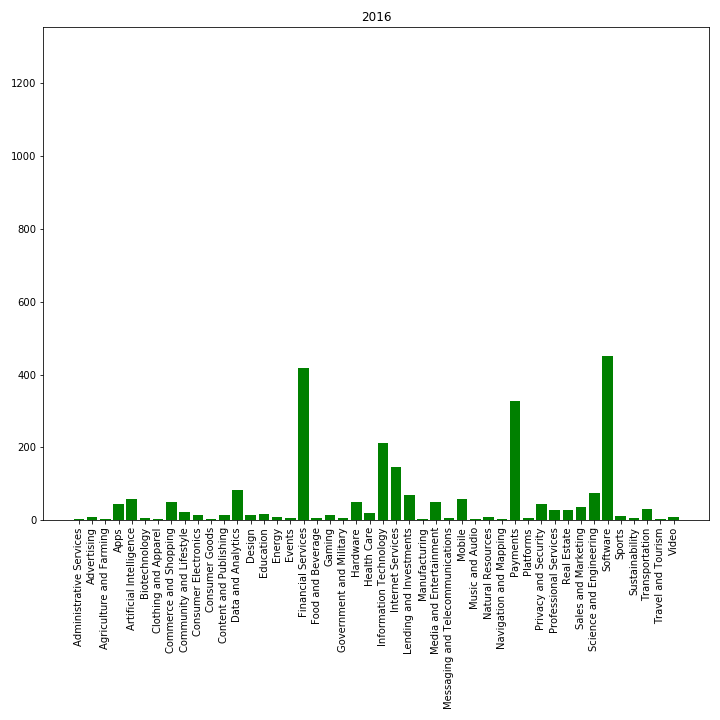 2016
1200
1000
800
600
400
200
0
Administrative Services
Advertising
Agriculture and Farming
Apps
Artificial Intelligence
Biotechnology
Clothing and Apparel
Commerce and Shopping
Community and Lifestyle
Consumer Electronics
Consumer Goods
Content and Publishing
Data and Analytics
Design
Education
Energy
Events
Financial Services
Food and Beverage
Gaming
Government and Military
Hardware
Health Care
Information Technology
Internet Services
Lending and Investments
Manufacturing
Media and Entertainment
Messaging and Telecommunications
Mobile
Music and Audio
Natural Resources
Navigation and Mapping
Payments
Platforms
Privacy and Security
Professional Services
Real Estate
Sales and Marketing
Science and Engineering
Software
Sports
Sustainability
Transportation
Travel and Tourism
Video